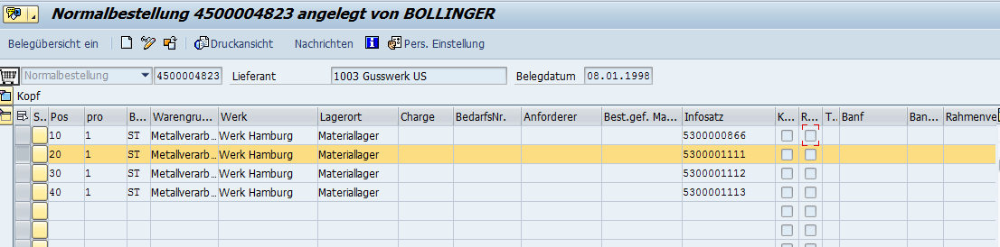 Normalbestellung 4500004823 angelegt von BOLLINGER
Belegübersicht ein Druckansicht Nachrichten Pers. Einstellung
Normalbestellung 4500004823 Lieferant 1003 Gusswerk US Belegdatum 08.01.1998
Kopf
S... Pos pro B... Warengru... Werk Lagerort Charge BedarfsNr. Anforderer Best.gef. Ma... Infosatz K... R... T... Banf Ban... Rahmenve
10 1 ST Metallverarb... Werk Hamburg Materiallager 5300000866
20 1 ST Metallverarb... Werk Hamburg Materiallager 5300001111
30 1 ST Metallverarb... Werk Hamburg Materiallager 5300001112
40 1 ST Metallverarb... Werk Hamburg Materiallager 5300001113